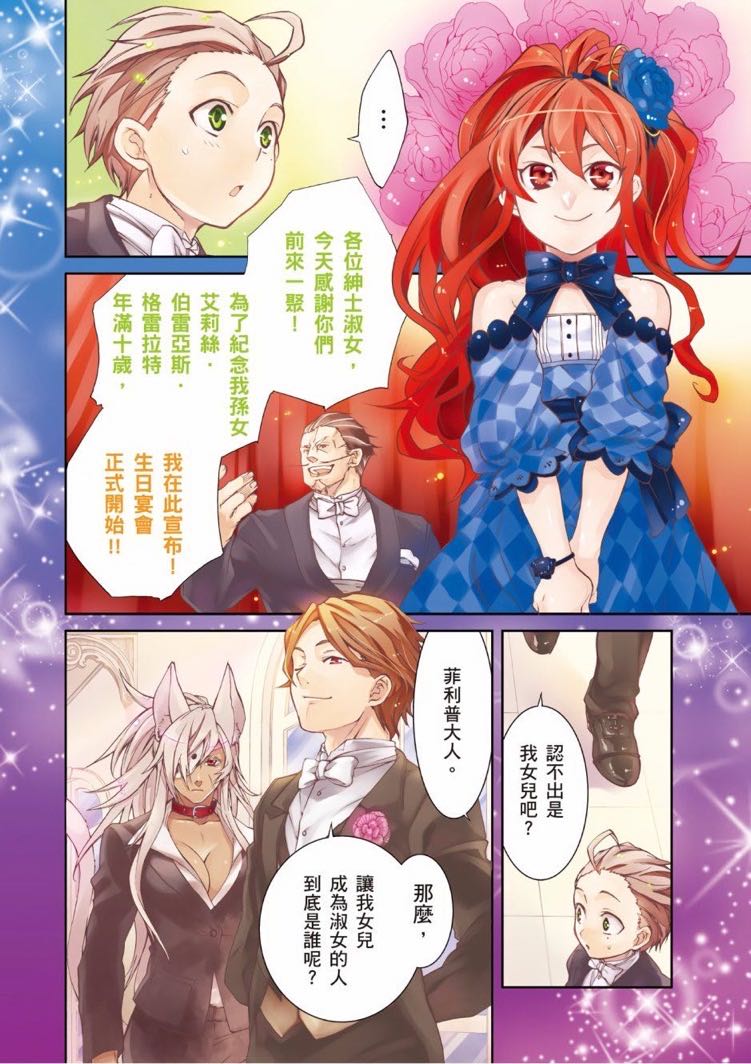 …
各位紳士淑女，
今天感謝你們
前來一聚！
為了紀念我孫女
艾莉絲．
伯雷亞斯．
格雷拉特
年滿十歲，
我在此宣布！
生日宴會
正式開始!!
認不出是
我女兒吧？
菲利普大人。
那麼，
讓我女兒
成為淑女的人
到底是誰呢？